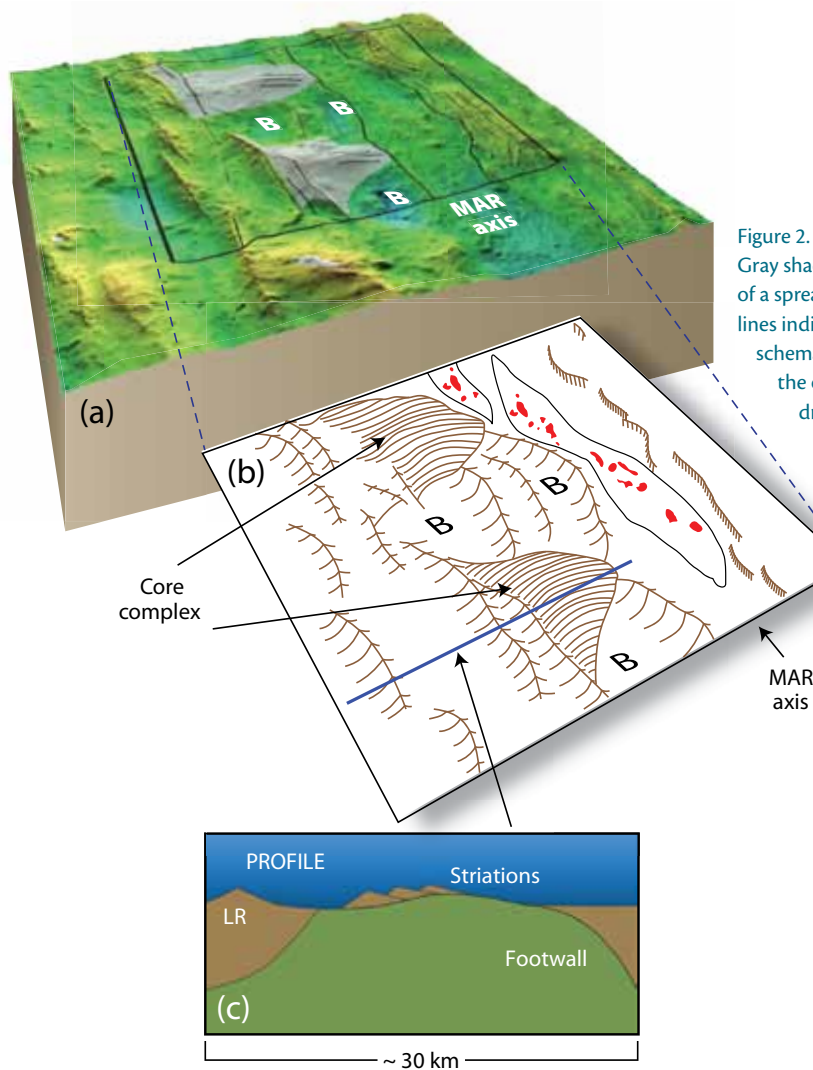 B
B
B
MAR
axis
Figure 2.
Gray sha
of a sprea
lines indi
schem
the
dr
(a)
(b)
B
B
B
Core
complex
MAR
axis
PROFILE
Striations
LR
Footwall
(c)
~ 30 km